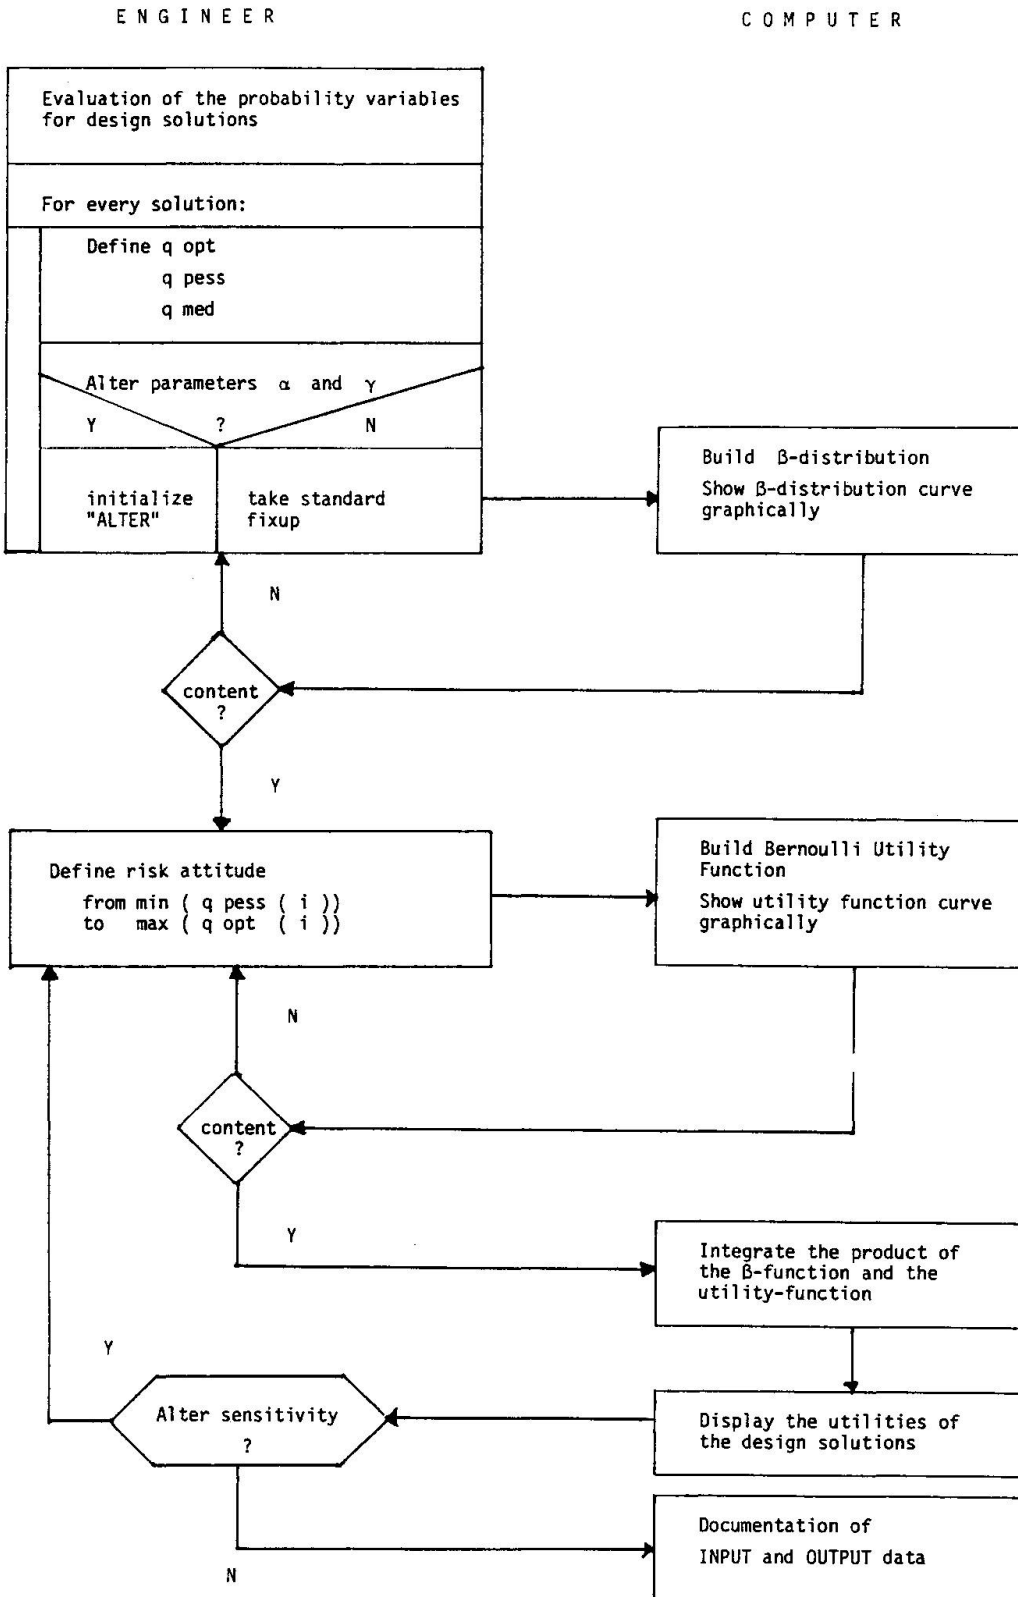 E N G I N E E R
C O M P U T E R
Evaluation of the probability variables
for design solutions
For every solution:
Define q opt
q pess
q med
Alter parameters α and γ
Y ? N
initialize
"ALTER"
take standard
fixup
Build β-distribution
Show β-distribution curve
graphically
N
content
?
Y
Define risk attitude
from min ( q pess ( i ))
to max ( q opt ( i ))
Build Bernoulli Utility
Function
Show utility function curve
graphically
N
content
?
Y
Integrate the product of
the β-function and the
utility-function
Y
Alter sensitivity
?
Display the utilities of
the design solutions
N
Documentation of
INPUT and OUTPUT data